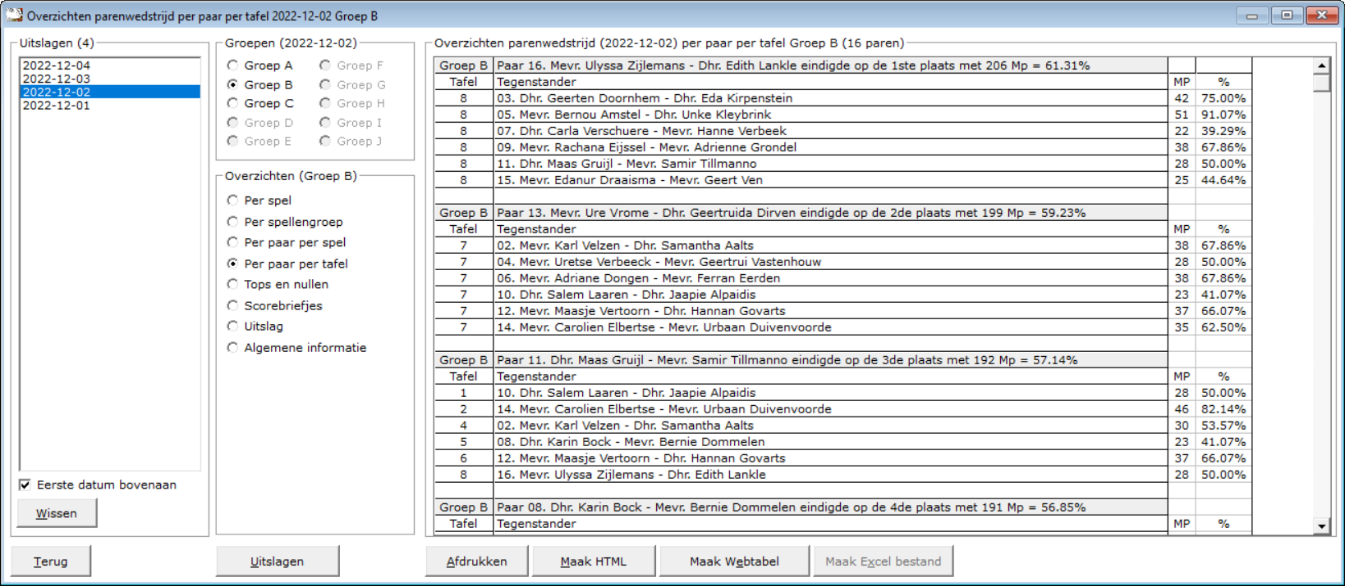 Overzichten parenwedstrijd per paar per tafel 2022-12-02 Groep B
Uitslagen (4)
2022-12-04
2022-12-03
2022-12-02
2022-12-01
Eerste datum bovenaan
Wissen
Terug
Groepen (2022-12-02)
Groep A Groep F
Groep B Groep G
Groep C Groep H
Groep D Groep I
Groep E Groep J
Overzichten (Groep B)
Per spel
Per spellengroep
Per paar per spel
Per paar per tafel
Tops en nullen
Scorebriefjes
Uitslag
Algemene informatie
Uitslagen
Overzichten parenwedstrijd (2022-12-02) per paar per tafel Groep B (16 paren)
Groep B Paar 16. Mevr. Ulyssa Zijlemans - Dhr. Edith Lankle eindigde op de 1ste plaats met 206 Mp = 61.31%
Tafel Tegenstander MP %
8 03. Dhr. Geerten Doornhem - Dhr. Eda Kirpenstein 42 75.00%
8 05. Mevr. Bernou Amstel - Dhr. Unke Kleybrink 51 91.07%
8 07. Dhr. Carla Verschuere - Mevr. Hanne Verbeek 22 39.29%
8 09. Mevr. Rachana Eijssel - Mevr. Adrienne Grondel 38 67.86%
8 11. Dhr. Maas Gruijl - Mevr. Samir Tillmanno 28 50.00%
8 15. Mevr. Edanur Draaisma - Mevr. Geert Ven 25 44.64%
Groep B Paar 13. Mevr. Ure Vrome - Dhr. Geertruida Dirven eindigde op de 2de plaats met 199 Mp = 59.23%
Tafel Tegenstander MP %
7 02. Mevr. Karl Velzen - Dhr. Samantha Aalts 38 67.86%
7 04. Mevr. Uretse Verbeeck - Mevr. Geertrui Vastenhouw 28 50.00%
7 06. Mevr. Adriane Dongen - Mevr. Ferran Eerden 38 67.86%
7 10. Dhr. Salem Laaren - Dhr. Jaapie Alpaidis 23 41.07%
7 12. Mevr. Maasje Vertoorn - Dhr. Hannan Govarts 37 66.07%
7 14. Mevr. Carolien Elbertse - Mevr. Urbaan Duivenvoorde 35 62.50%
Groep B Paar 11. Dhr. Maas Gruijl - Mevr. Samir Tillmanno eindigde op de 3de plaats met 192 Mp = 57.14%
Tafel Tegenstander MP %
1 10. Dhr. Salem Laaren - Dhr. Jaapie Alpaidis 28 50.00%
2 14. Mevr. Carolien Elbertse - Mevr. Urbaan Duivenvoorde 46 82.14%
4 02. Mevr. Karl Velzen - Dhr. Samantha Aalts 30 53.57%
5 08. Dhr. Karin Bock - Mevr. Bernie Dommelen 23 41.07%
6 12. Mevr. Maasje Vertoorn - Dhr. Hannan Govarts 37 66.07%
8 16. Mevr. Ulyssa Zijlemans - Dhr. Edith Lankle 28 50.00%
Groep B Paar 08. Dhr. Karin Bock - Mevr. Bernie Dommelen eindigde op de 4de plaats met 191 Mp = 56.85%
Tafel Tegenstander MP %
Afdrukken Maak HTML Maak Webtabel Maak Excel bestand